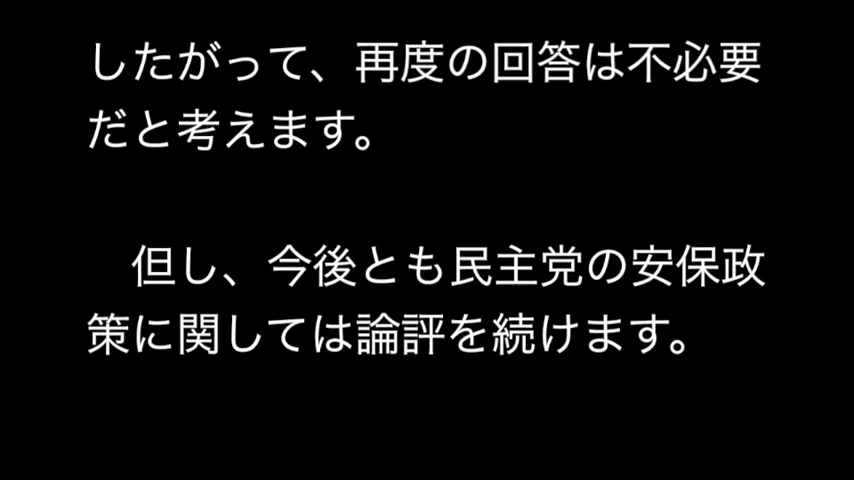 したがって、再度の回答は不必要
だと考えます。
　但し、今後とも民主党の安保政
策に関しては論評を続けます。